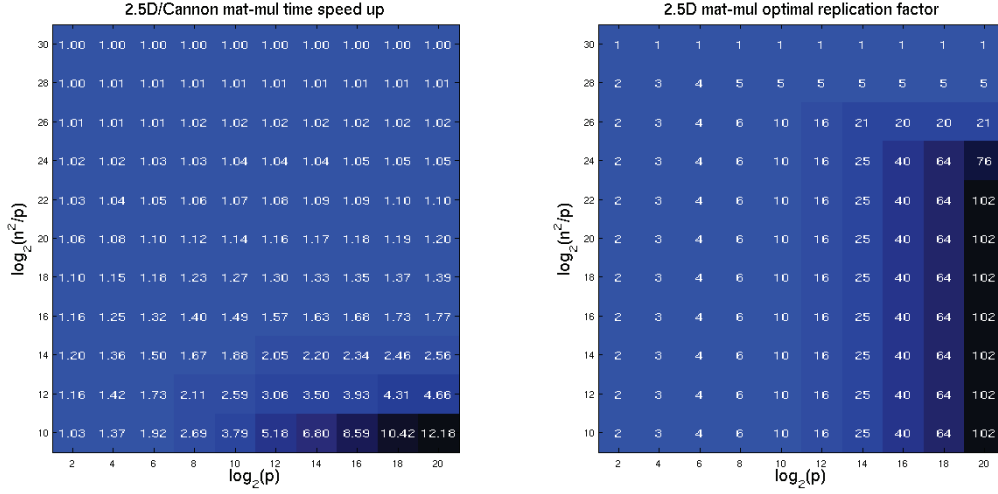 2.5D/Cannon mat-mul time speed up
30 1.00 1.00 1.00 1.00 1.00 1.00 1.00 1.00 1.00 1.00
28 1.00 1.01 1.01 1.01 1.01 1.01 1.01 1.01 1.01 1.01
26 1.01 1.01 1.01 1.02 1.02 1.02 1.02 1.02 1.02 1.02
24 1.02 1.02 1.03 1.03 1.04 1.04 1.04 1.05 1.05 1.05
22 1.03 1.04 1.05 1.06 1.07 1.08 1.09 1.09 1.10 1.10
20 1.06 1.08 1.10 1.12 1.14 1.16 1.17 1.18 1.19 1.20
18 1.10 1.15 1.18 1.23 1.27 1.30 1.33 1.35 1.37 1.39
16 1.16 1.25 1.32 1.40 1.49 1.57 1.63 1.68 1.73 1.77
14 1.20 1.36 1.50 1.67 1.88 2.05 2.20 2.34 2.46 2.56
12 1.16 1.42 1.73 2.11 2.59 3.06 3.50 3.93 4.31 4.66
10 1.03 1.37 1.92 2.69 3.79 5.18 6.80 8.59 10.42 12.18
2 4 6 8 10 12 14 16 18 20
log2(p)
log2(n^2/p)
2.5D mat-mul optimal replication factor
30 1 1 1 1 1 1 1 1 1 1
28 2 3 4 5 5 5 5 5 5 5
26 2 3 4 6 10 16 21 20 20 21
24 2 3 4 6 10 16 25 40 64 76
22 2 3 4 6 10 16 25 40 64 102
20 2 3 4 6 10 16 25 40 64 102
18 2 3 4 6 10 16 25 40 64 102
16 2 3 4 6 10 16 25 40 64 102
14 2 3 4 6 10 16 25 40 64 102
12 2 3 4 6 10 16 25 40 64 102
10 2 3 4 6 10 16 25 40 64 102
2 4 6 8 10 12 14 16 18 20
log2(p)
log2(n^2/p)